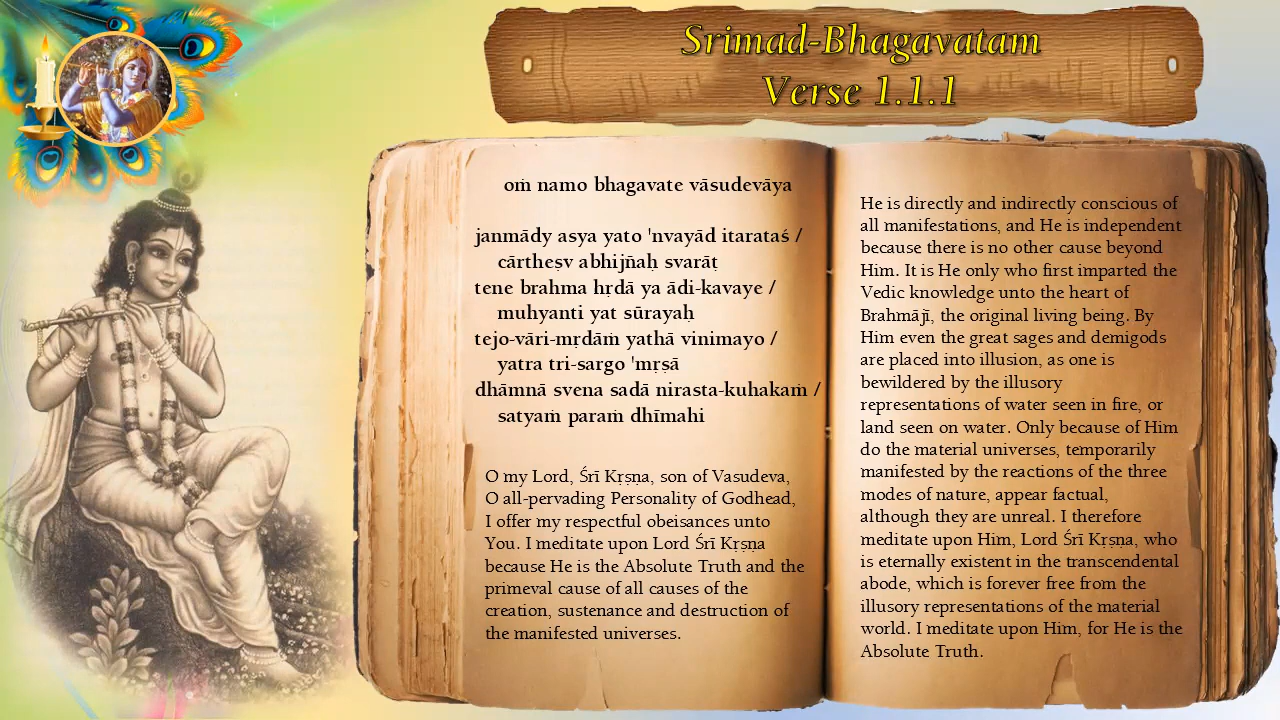 Srimad-Bhagavatam
Verse 1.1.1
oṁ namo bhagavate vāsudevāya
janmādy asya yato 'nvayād itarataś /
cārtheṣv abhijñaḥ svarāṭ
tene brahma hṛdā ya ādi-kavaye /
muhyanti yat sūrayaḥ
tejo-vāri-mṛdāṁ yathā vinimayo /
yatra tri-sargo 'mṛṣā
dhāmnā svena sadā nirasta-kuhakaṁ /
satyaṁ paraṁ dhīmahi
O my Lord, Śrī Kṛṣṇa, son of Vasudeva,
O all-pervading Personality of Godhead,
I offer my respectful obeisances unto
You. I meditate upon Lord Śrī Kṛṣṇa
because He is the Absolute Truth and the
primeval cause of all causes of the
creation, sustenance and destruction of
the manifested universes.
He is directly and indirectly conscious of
all manifestations, and He is independent
because there is no other cause beyond
Him. It is He only who first imparted the
Vedic knowledge unto the heart of
Brahmājī, the original living being. By
Him even the great sages and demigods
are placed into illusion, as one is
bewildered by the illusory
representations of water seen in fire, or
land seen on water. Only because of Him
do the material universes, temporarily
manifested by the reactions of the three
modes of nature, appear factual,
although they are unreal. I therefore
meditate upon Him, Lord Śrī Kṛṣṇa, who
is eternally existent in the transcendental
abode, which is forever free from the
illusory representations of the material
world. I meditate upon Him, for He is the
Absolute Truth.